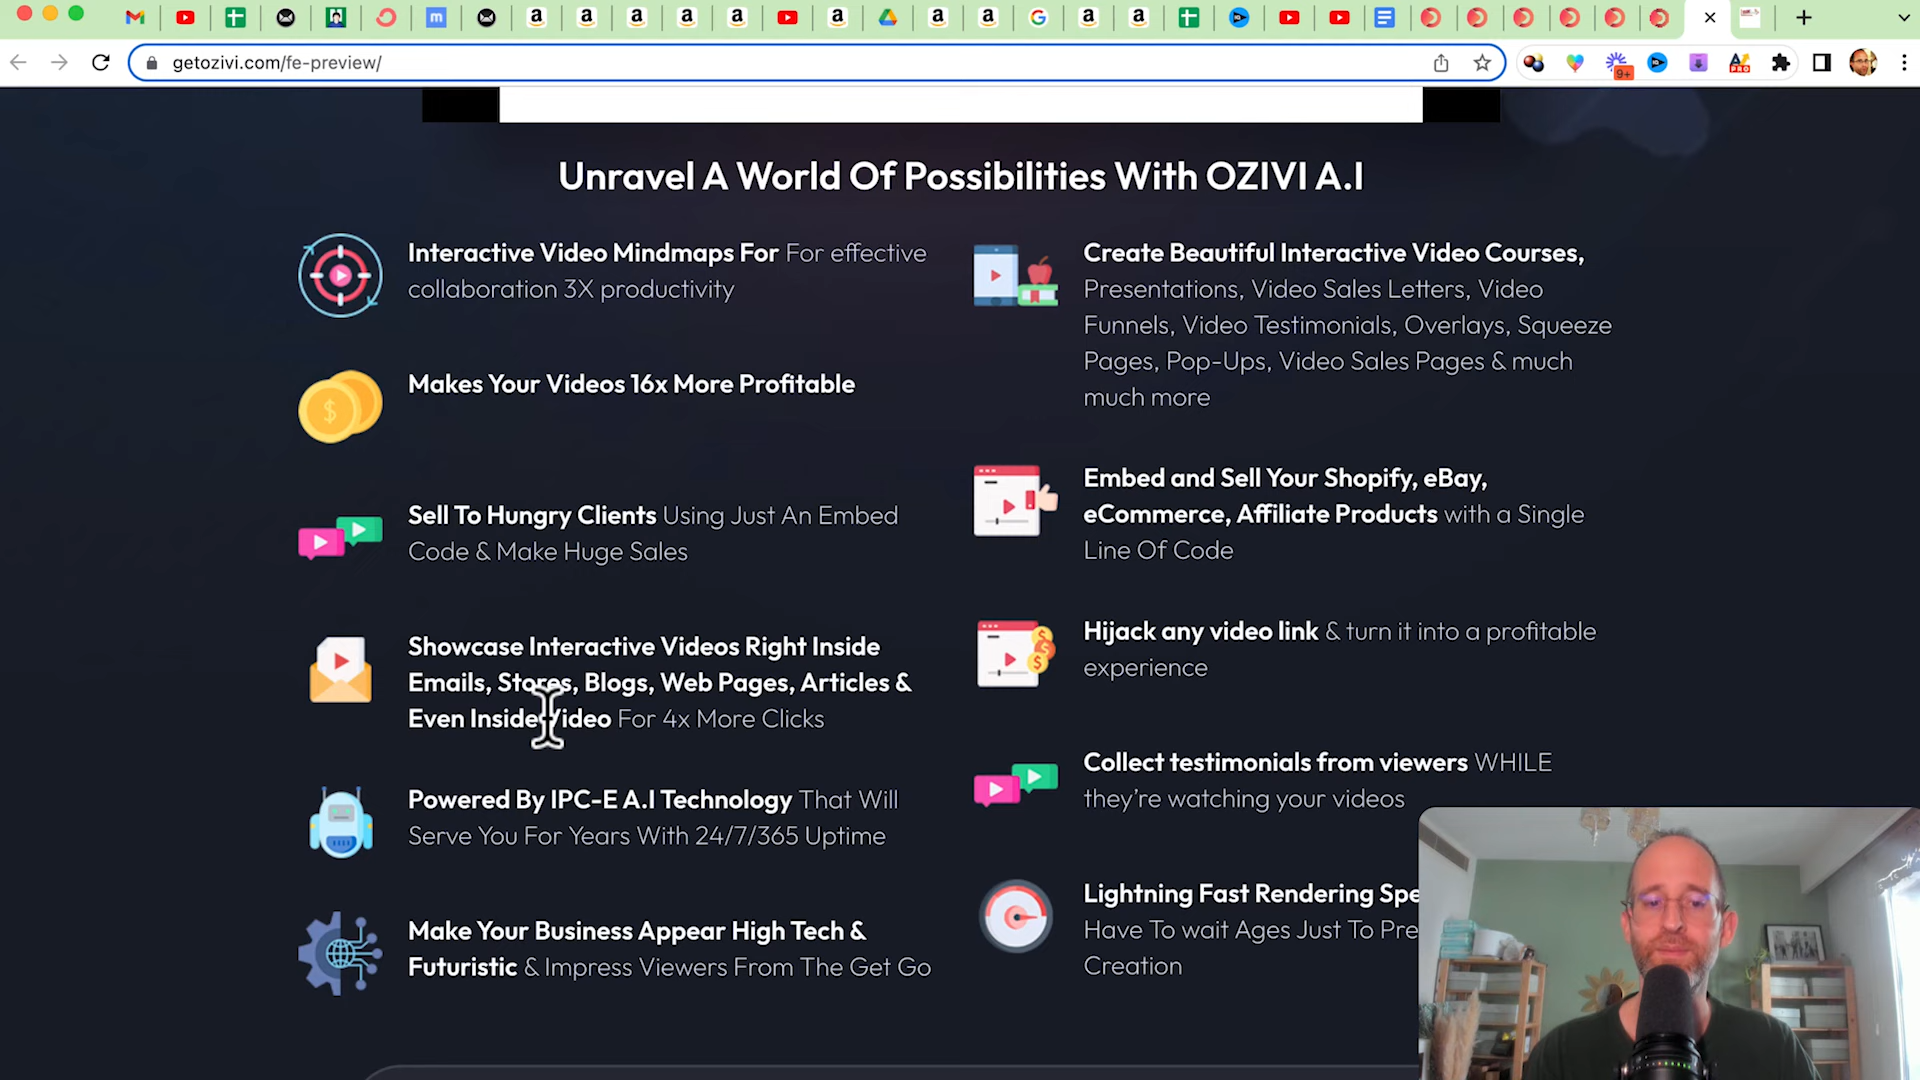 getozivi.com/fe-preview/
9+
PRO
Unravel A World Of Possibilities With OZIVI A.I
Interactive Video Mindmaps For For effective
collaboration 3X productivity
Makes Your Videos 16x More Profitable
Sell To Hungry Clients Using Just An Embed
Code & Make Huge Sales
Showcase Interactive Videos Right Inside
Emails, Stores, Blogs, Web Pages, Articles &
Even Inside Video For 4x More Clicks
Powered By IPC-E A.I Technology That Will
Serve You For Years With 24/7/365 Uptime
Make Your Business Appear High Tech &
Futuristic & Impress Viewers From The Get Go
Create Beautiful Interactive Video Courses,
Presentations, Video Sales Letters, Video
Funnels, Video Testimonials, Overlays, Squeeze
Pages, Pop-Ups, Video Sales Pages & much
much more
Embed and Sell Your Shopify, eBay,
eCommerce, Affiliate Products with a Single
Line Of Code
Hijack any video link & turn it into a profitable
experience
Collect testimonials from viewers WHILE
they're watching your videos
Lightning Fast Rendering Spe
Have To wait Ages Just To Pre
Creation